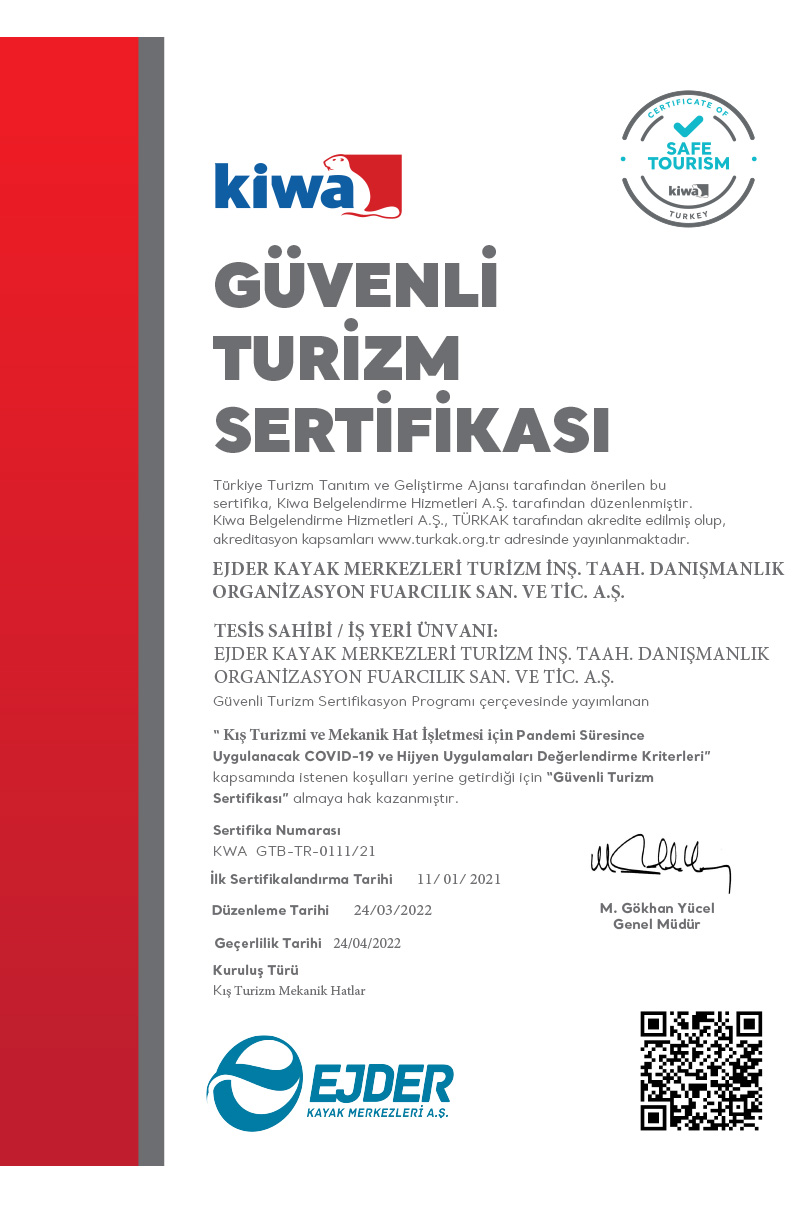 CERTIFICATE OF
SAFE
TOURISM
kiwa
TURKEY
kiwa
GÜVENLİ
TURİZM
SERTİFİKASI
Türkiye Turizm Tanıtım ve Geliştirme Ajansı tarafından önerilen bu
sertifika, Kiwa Belgelendirme Hizmetleri A.Ş. tarafından düzenlenmiştir.
Kiwa Belgelendirme Hizmetleri A.Ş., TÜRKAK tarafından akredite edilmiş olup,
akreditasyon kapsamları www.turkak.org.tr adresinde yayınlanmaktadır.
EJDER KAYAK MERKEZLERİ TURİZM İNŞ. TAAH. DANIŞMANLIK
ORGANİZASYON FUARCILIK SAN. VE TİC. A.Ş.
TESİS SAHİBİ / İŞ YERİ ÜNVANI:
EJDER KAYAK MERKEZLERİ TURİZM İNŞ. TAAH. DANIŞMANLIK
ORGANİZASYON FUARCILIK SAN. VE TİC. A.Ş.
Güvenli Turizm Sertifikasyon Programı çerçevesinde yayımlanan
" Kış Turizmi ve Mekanik Hat İşletmesi için Pandemi Süresince
Uygulanacak COVID-19 ve Hijyen Uygulamaları Değerlendirme Kriterleri"
kapsamında istenen koşulları yerine getirdiği için "Güvenli Turizm
Sertifikası" almaya hak kazanmıştır.
Sertifika Numarası
KWA GTB-TR-0111/21
İlk Sertifikalandırma Tarihi 11/ 01/ 2021
Düzenleme Tarihi 24/03/2022
Geçerlilik Tarihi 24/04/2022
Kuruluş Türü
Kış Turizm Mekanik Hatlar
M. Gökhan Yücel
Genel Müdür
EJDER
KAYAK MERKEZLERİ A.Ş.